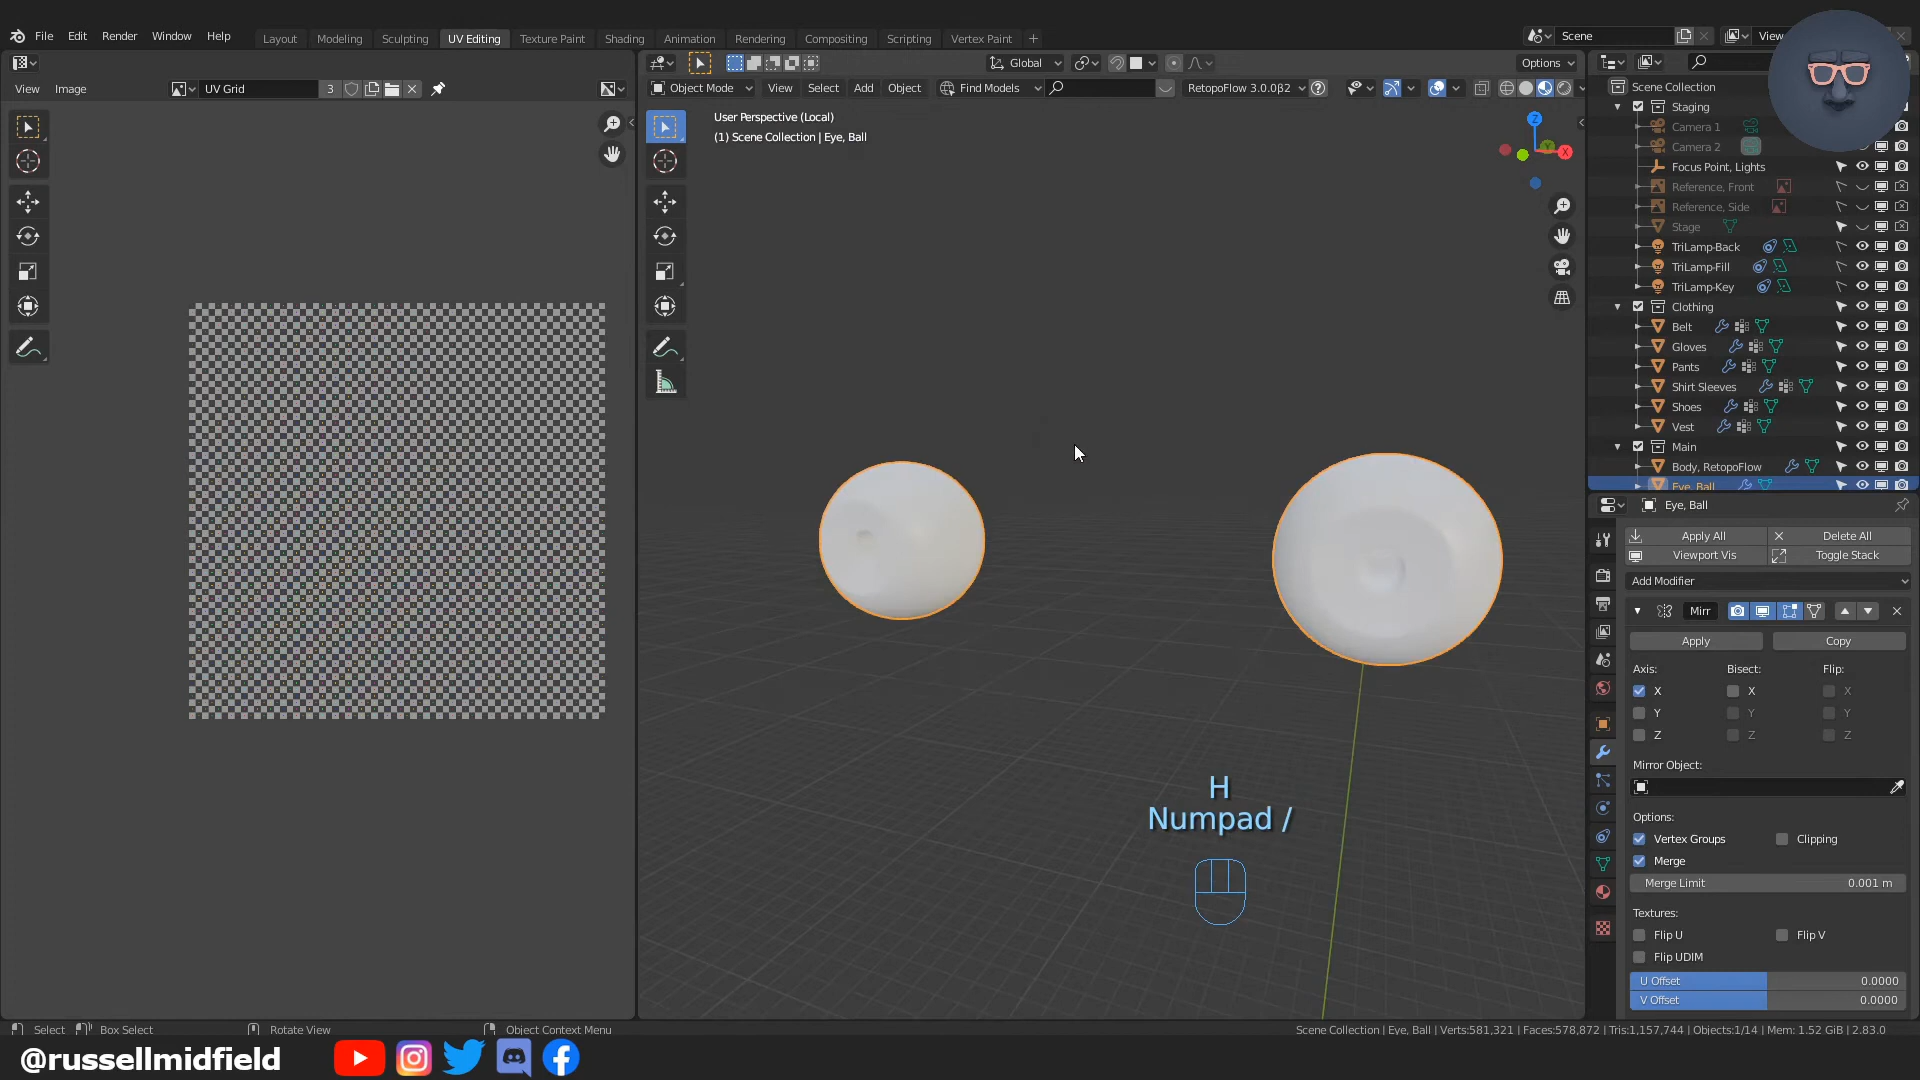 File Edit Render Window Help Layout Modeling Sculpting UV Editing Texture Paint Shading Animation Rendering Compositing Scripting Geometry Nodes Vertex Paint + Scene View
Global Options
View Image UV Grid 3 Object Mode View Select Add Object Find Models RetopoFlow 3.0.0β2
User Perspective (Local)
(1) Scene Collection | Eye, Ball
Z
Y
X
Scene Collection
Staging
Camera 1
Camera 2
Focus Point, Lights
Reference, Front
Reference, Side
Stage
TriLamp-Back
TriLamp-Fill
TriLamp-Key
Clothing
Belt
Gloves
Pants
Shirt Sleeves
Shoes
Vest
Main
Body, RetopoFlow
Eye, Ball
Eye, Ball
Apply All Delete All
Viewport Vis Toggle Stack
Add Modifier
Mirr
Apply Copy
Axis: Bisect: Flip:
X X X
Y Y Y
Z Z Z
Mirror Object:
Options:
Vertex Groups Clipping
Merge
Merge Limit 0.001 m
Textures:
Flip U Flip V
Flip UDIM
U Offset 0.0000
V Offset 0.0000
H
Numpad /
Select Box Select Rotate View Object Context Menu Scene Collection | Eye, Ball | Verts:581,321 | Faces:578,872 | Tris:1,157,744 | Objects:1/14 | Mem: 1.52 GiB | 2.83.0
@russellmidfield